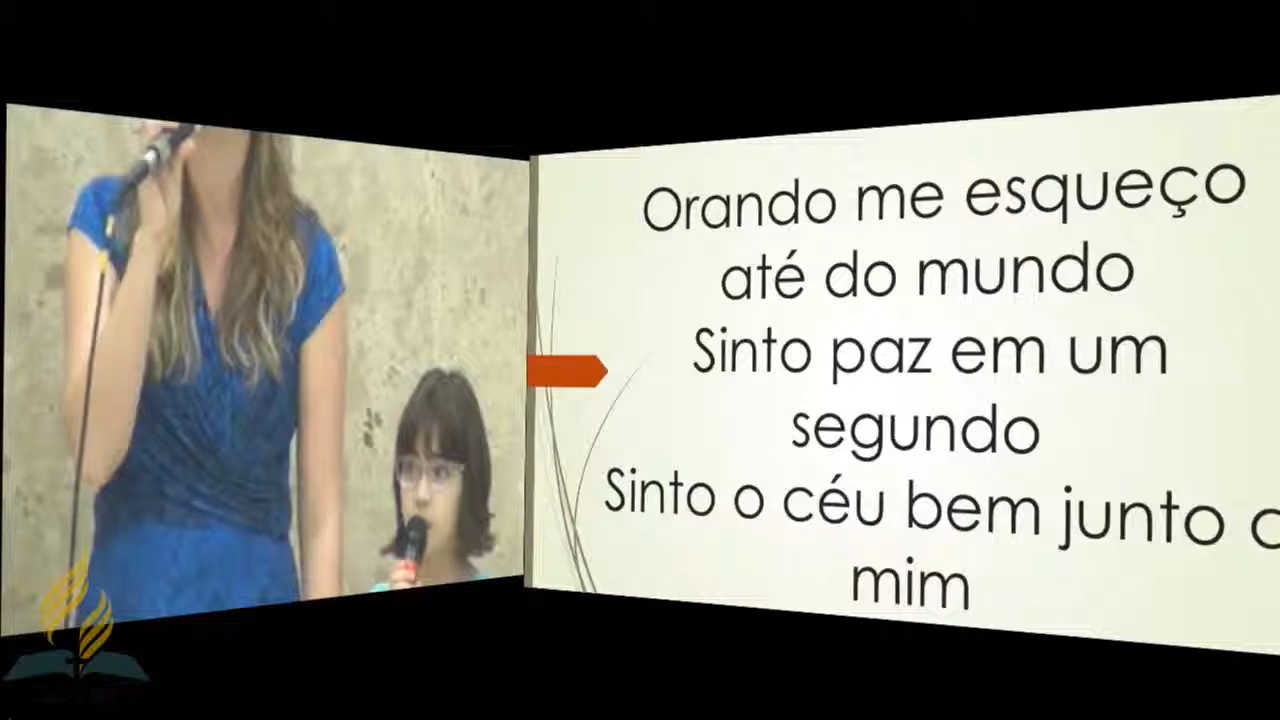 Orando me esqueço
até do mundo
Sinto paz em um
segundo
Sinto o céu bem junto a
mim